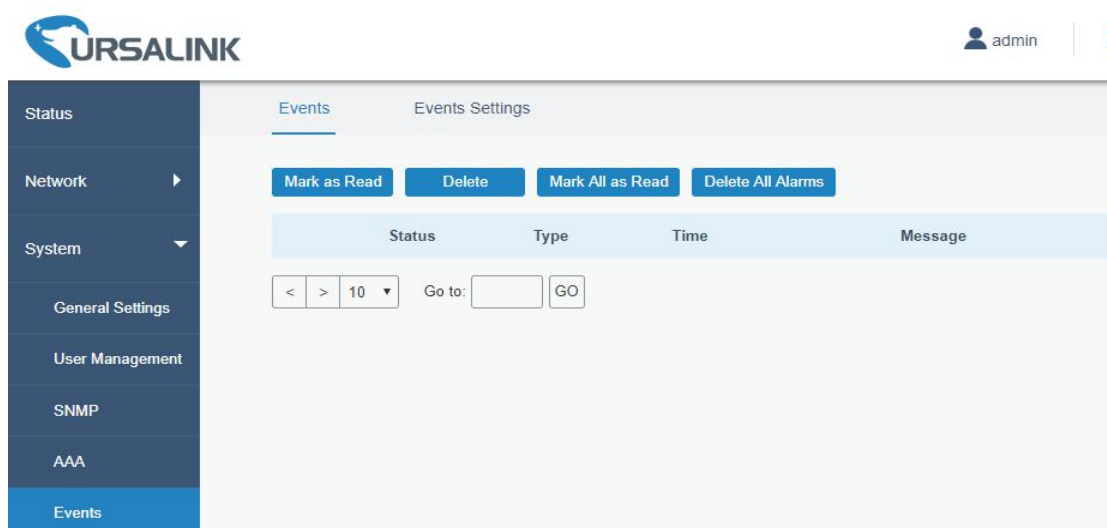 URSALINK
admin
Status
Events Events Settings
Network
Mark as Read Delete Mark All as Read Delete All Alarms
System
Status Type Time Message
< > 10 Go to: GO
General Settings
User Management
SNMP
AAA
Events